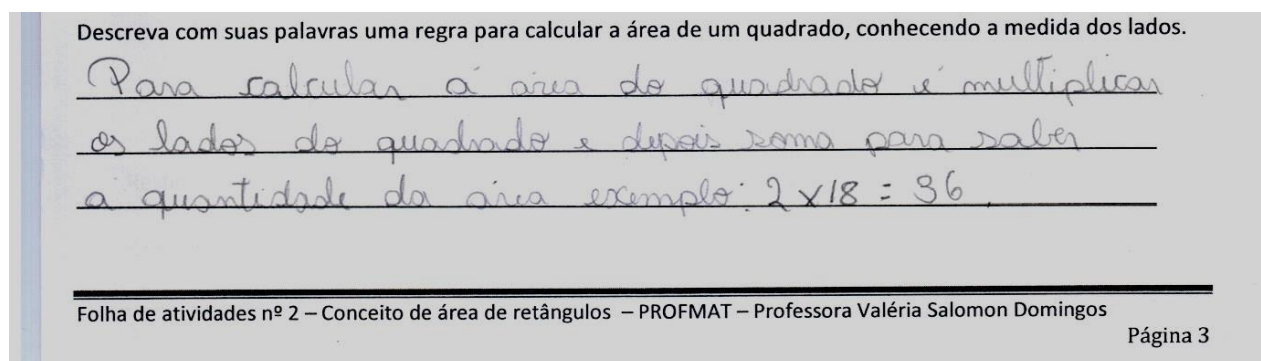 Descreva com suas palavras uma regra para calcular a área de um quadrado, conhecendo a medida dos lados.
Para calcular á área do quadrado é multiplicar
os lados do quadrado e depois soma para saber
a quantidade da área exemplo: 2 x 18 = 36
Folha de atividades nº 2 – Conceito de área de retângulos – PROFMAT – Professora Valéria Salomon Domingos
Página 3